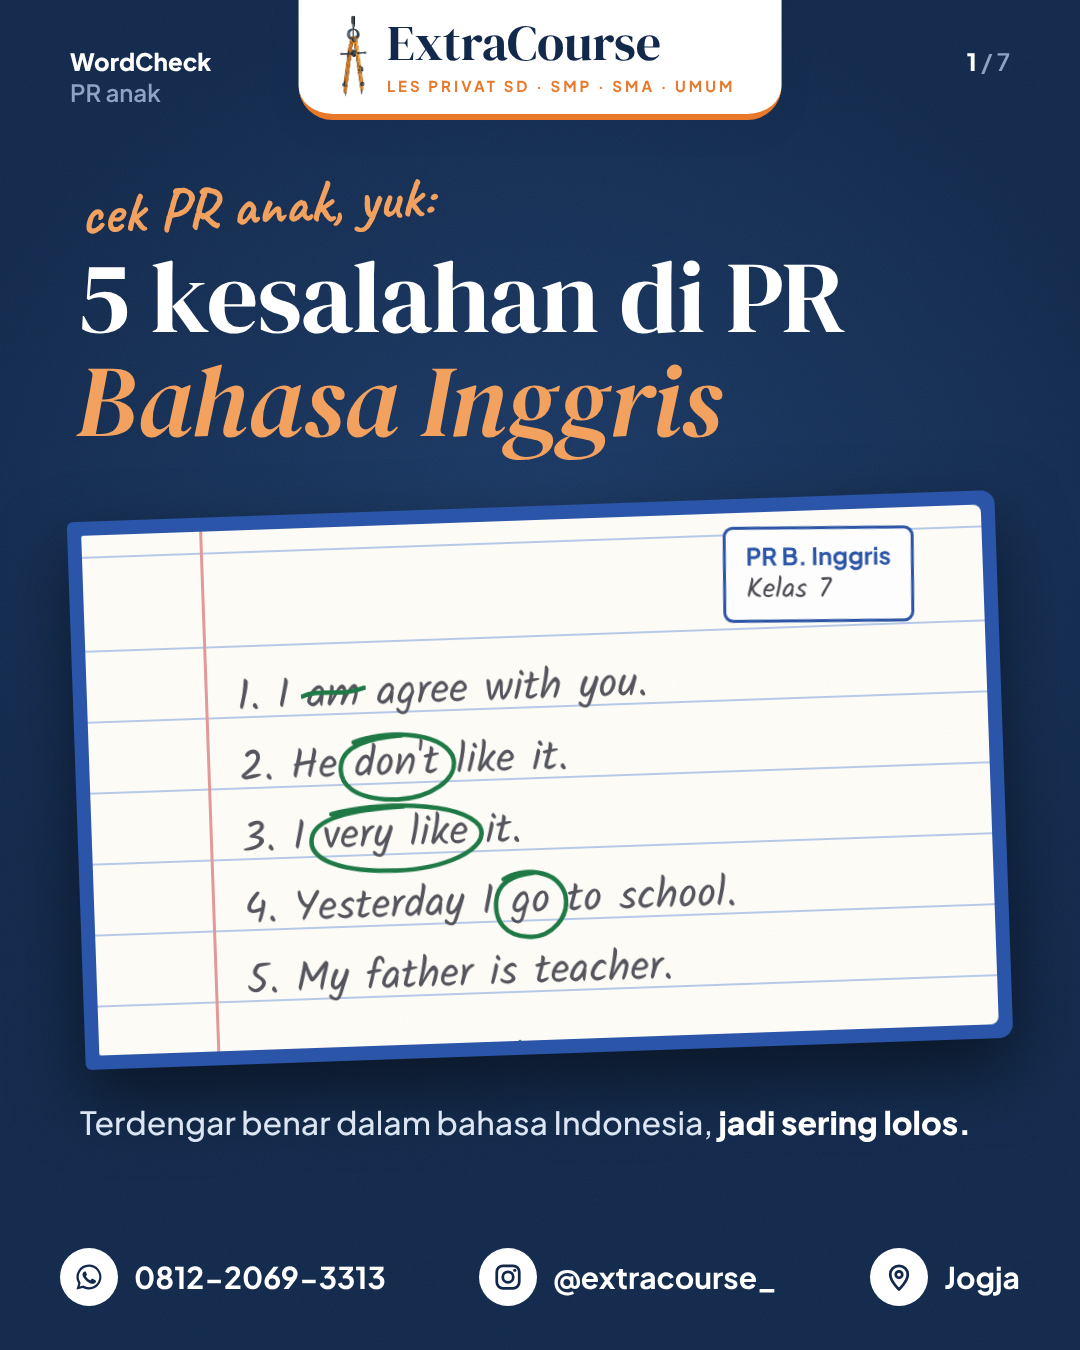 WordCheck
PR anak
ExtraCourse
LES PRIVAT SD · SMP · SMA · UMUM
1 / 7
cek PR anak, yuk:
5 kesalahan di PR
Bahasa Inggris
PR B. Inggris
Kelas 7
1. I am agree with you.
2. He don't like it.
3. I very like it.
4. Yesterday I go to school.
5. My father is teacher.
Terdengar benar dalam bahasa Indonesia, jadi sering lolos.
0812-2069-3313
@extracourse_
Jogja